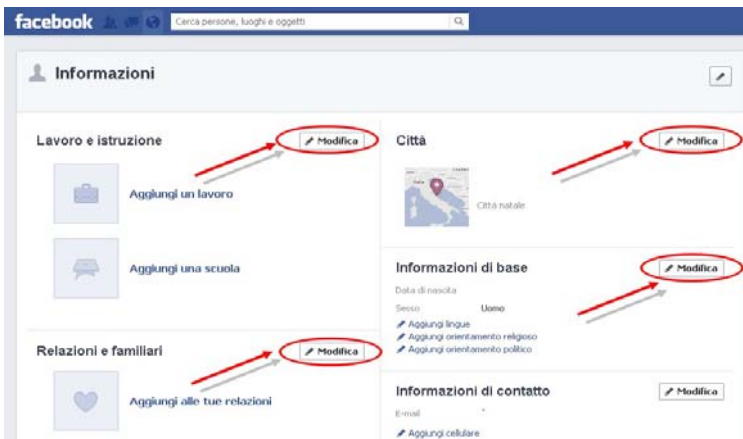 facebook
Cerca persone, luoghi e oggetti
Informazioni
Lavoro e istruzione
Modifica
Aggiungi un lavoro
Aggiungi una scuola
Relazioni e familiari
Modifica
Aggiungi alle tue relazioni
Città
Modifica
Italia
Città natale
Informazioni di base
Modifica
Data di nascita
Sesso Uomo
Aggiungi lingue
Aggiungi orientamento religioso
Aggiungi orientamento politico
Informazioni di contatto
Modifica
E-mail
Aggiungi cellulare